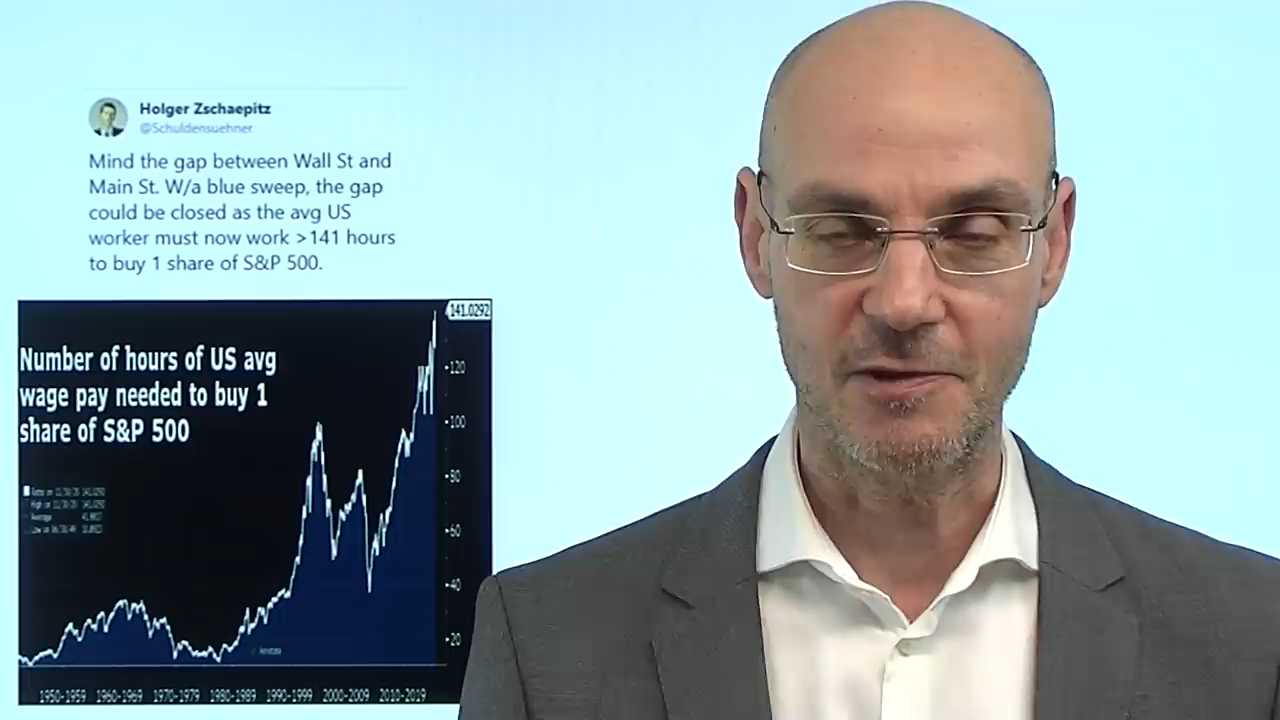 Holger Zschaepitz
@Schuldensuehner
Mind the gap between Wall St and
Main St. W/a blue sweep, the gap
could be closed as the avg US
worker must now work >141 hours
to buy 1 share of S&P 500.
141.0292
Number of hours of US avg
wage pay needed to buy 1
share of S&P 500
120
100
80
60
40
20
1950-1959 1960-1969 1970-1979 1980-1989 1990-1999 2000-2009 2010-2019